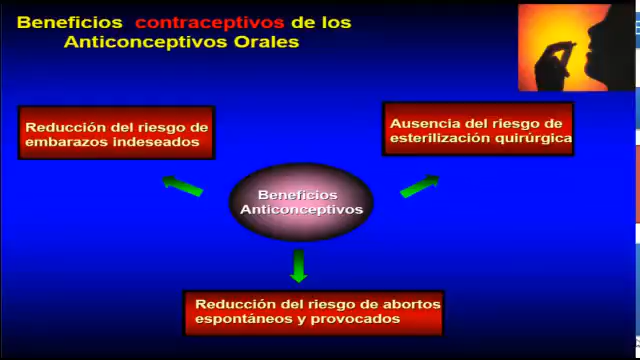 Beneficios contraceptivos de los
Anticonceptivos Orales
Reducción del riesgo de
embarazos indeseados
Ausencia del riesgo de
esterilización quirúrgica
Beneficios
Anticonceptivos
Reducción del riesgo de abortos
espontáneos y provocados